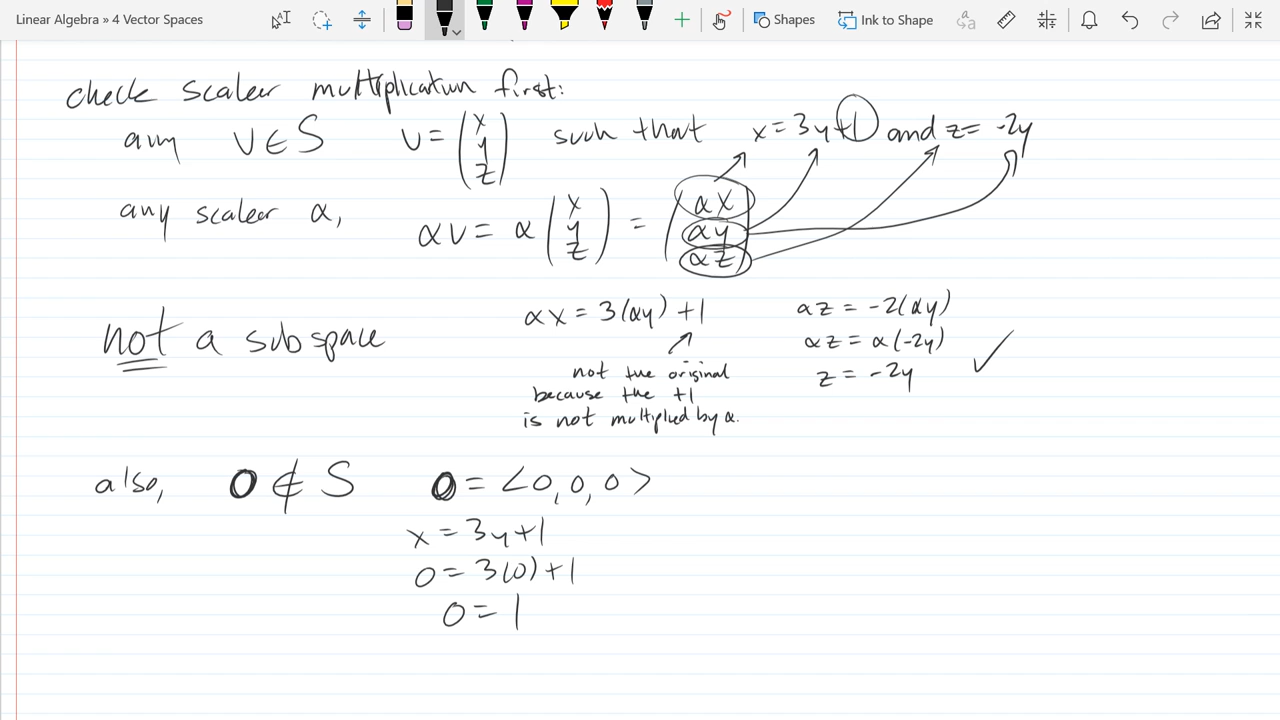 Linear Algebra » 4 Vector Spaces
Shapes
Ink to Shape
check scaler multiplication first:
any v ∈ S v = (x y z) such that x = 3y+1 and z = -2y
any scaler α, αv = α (x y z) = (αx αy αz)
not a subspace
αx = 3(αy) +1
not the original
because the +1
is not multiplied by α.
αz = -2(αy)
αz = α(-2y)
z = -2y ✓
also, 0 ∉ S 0 = <0, 0, 0>
x = 3y+1
0 = 3(0)+1
0 = 1